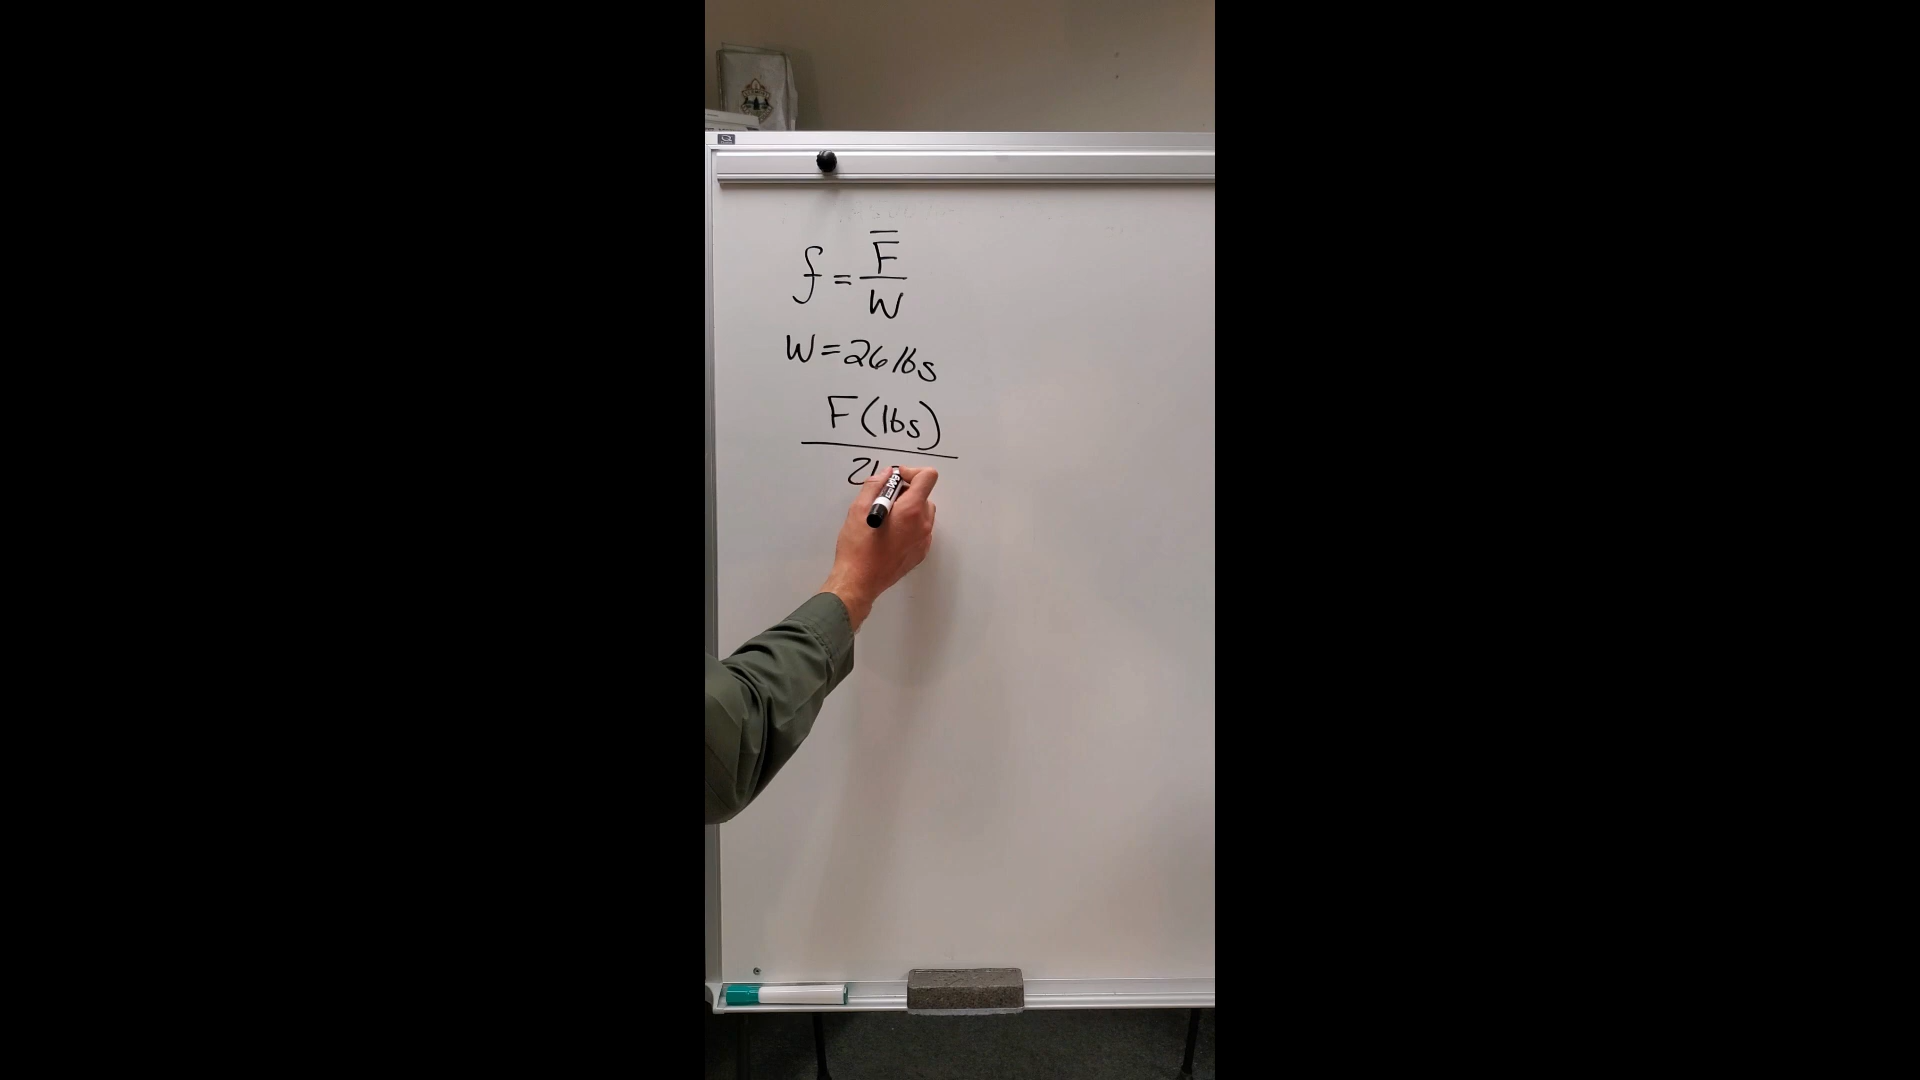 f = F̅
W
W = 26 lbs
F (lbs)